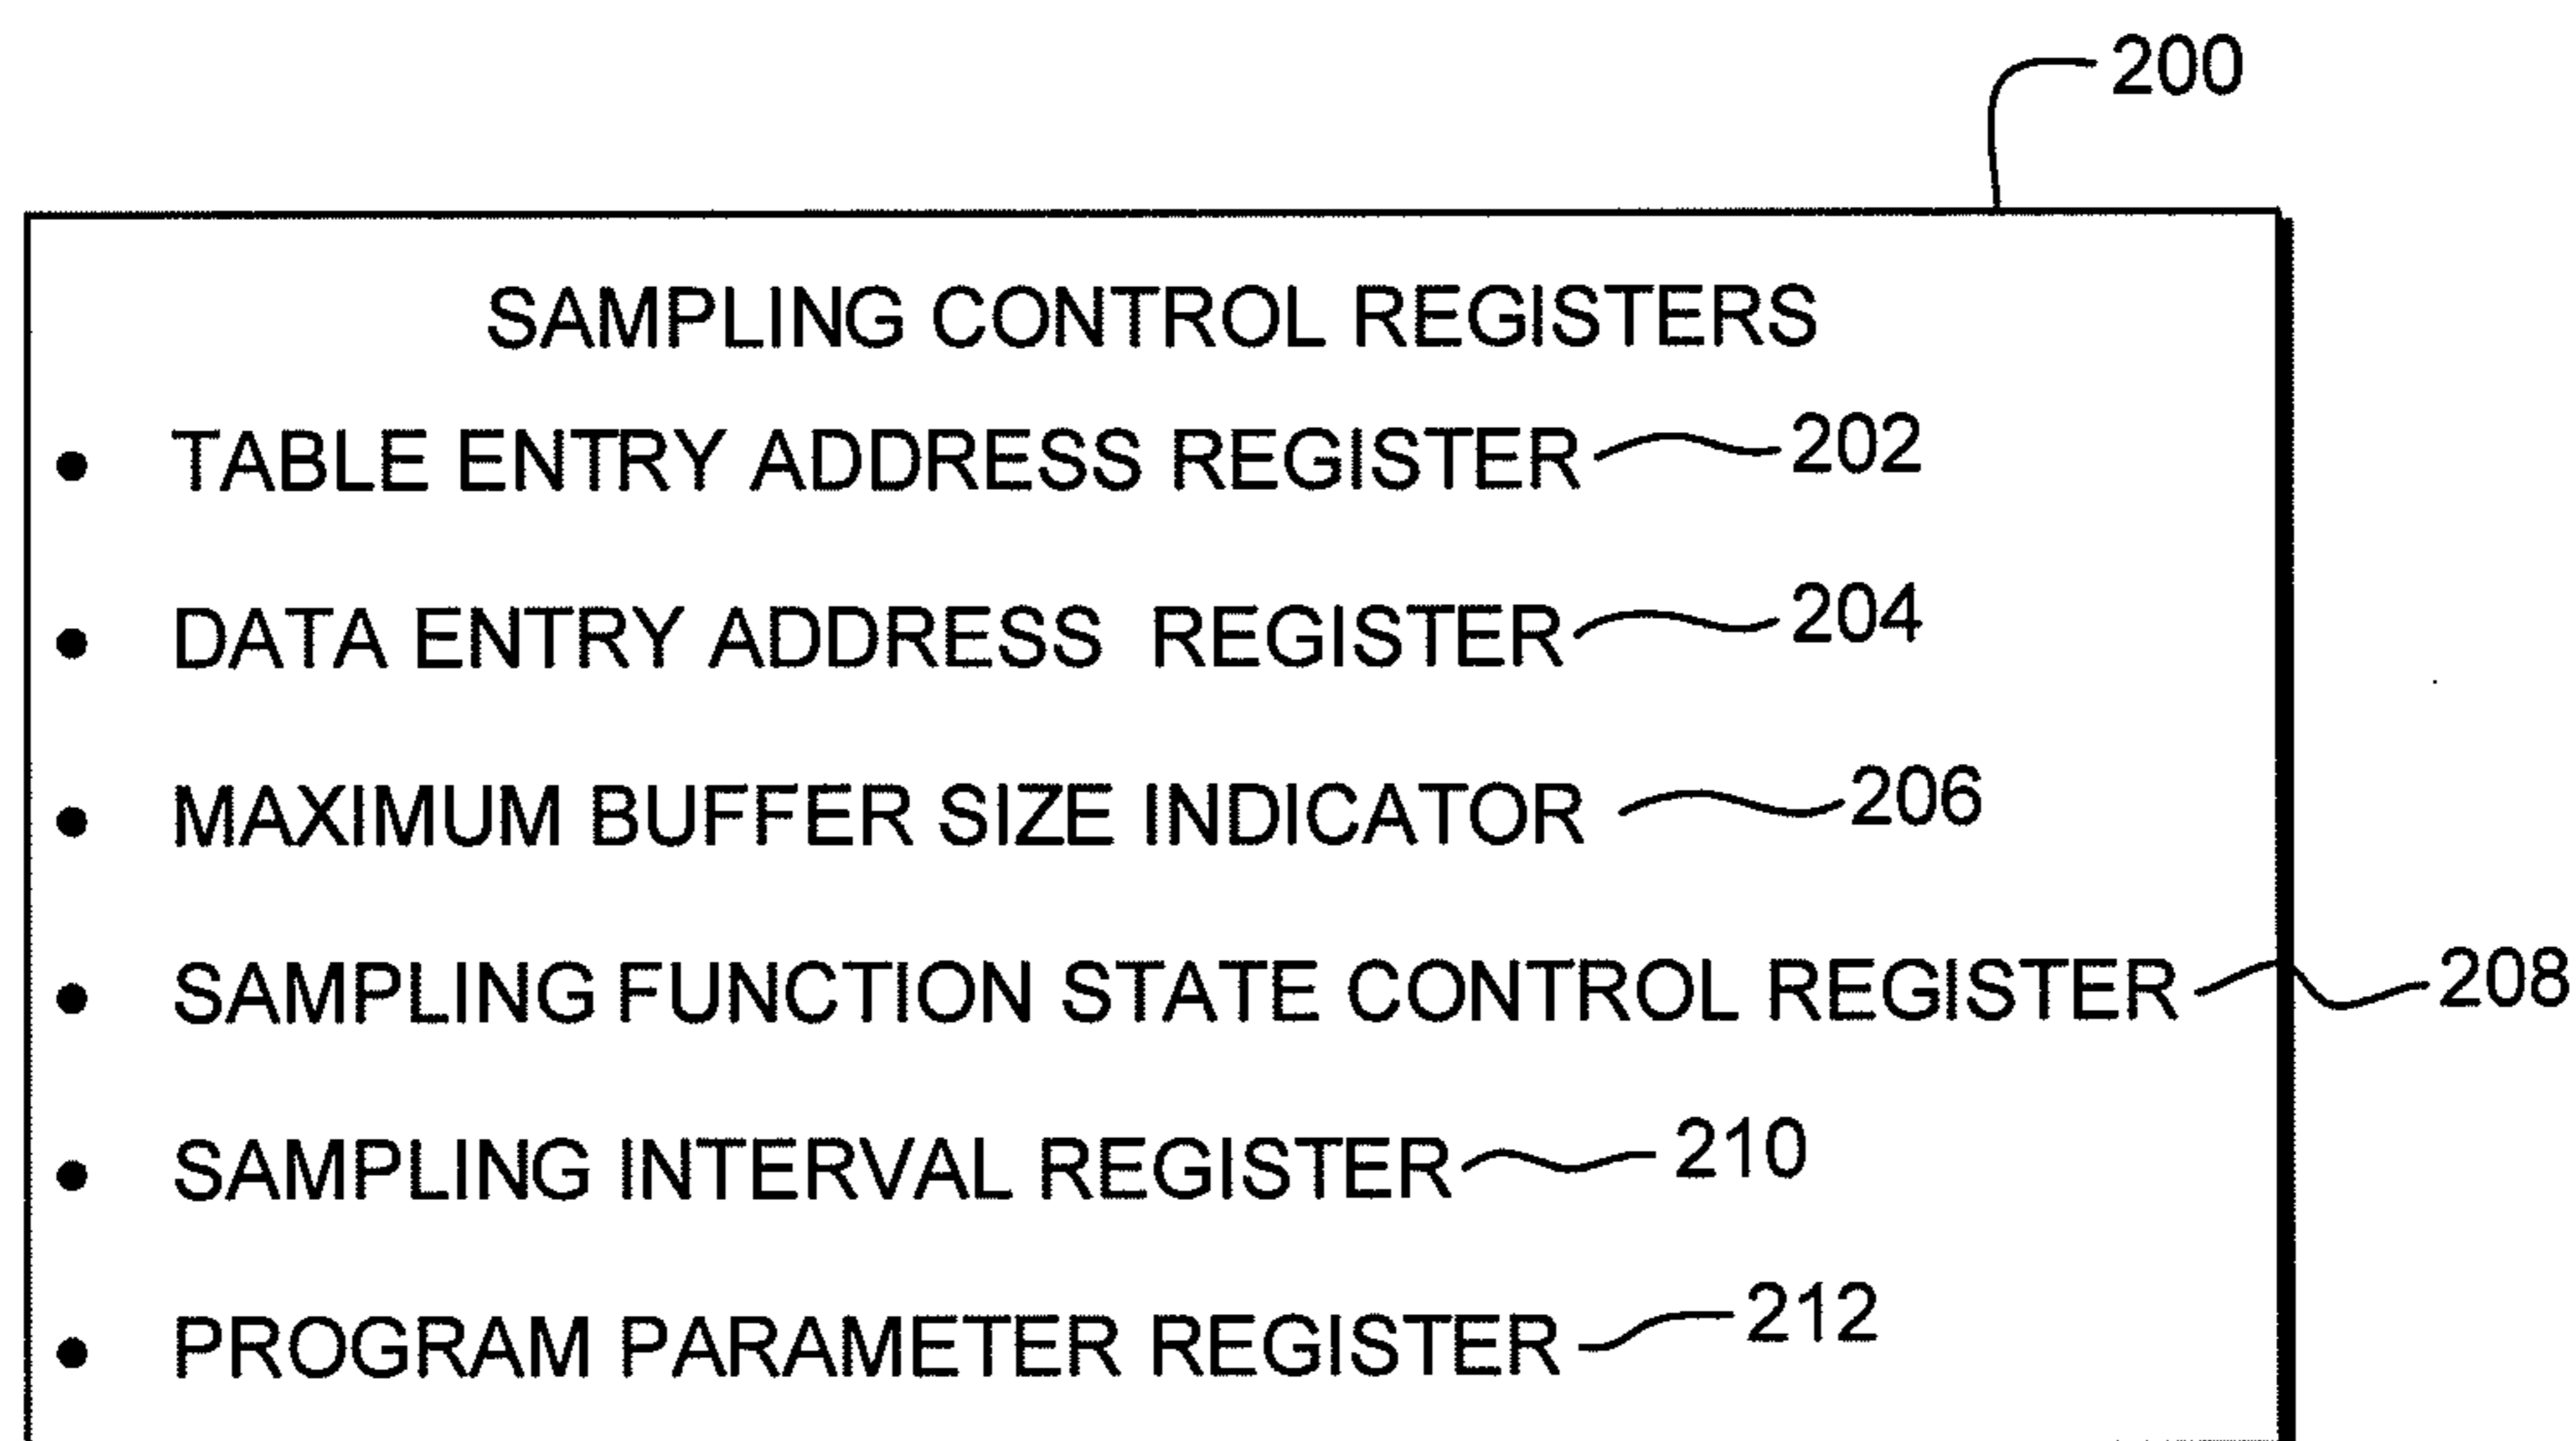 200
SAMPLING CONTROL REGISTERS
• TABLE ENTRY ADDRESS REGISTER 202
• DATA ENTRY ADDRESS REGISTER 204
• MAXIMUM BUFFER SIZE INDICATOR 206
• SAMPLING FUNCTION STATE CONTROL REGISTER 208
• SAMPLING INTERVAL REGISTER 210
• PROGRAM PARAMETER REGISTER 212